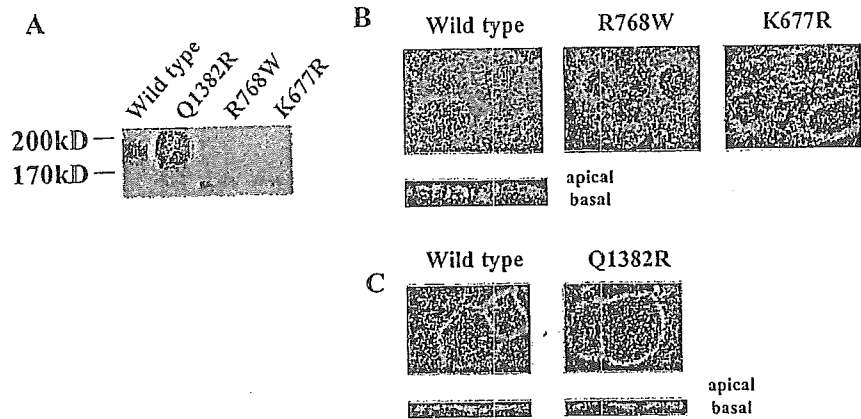 A
Wild type
Q1382R
R768W
K677R
200kD
170kD
B
Wild type
R768W
K677R
apical
basal
C
Wild type
Q1382R
apical
basal